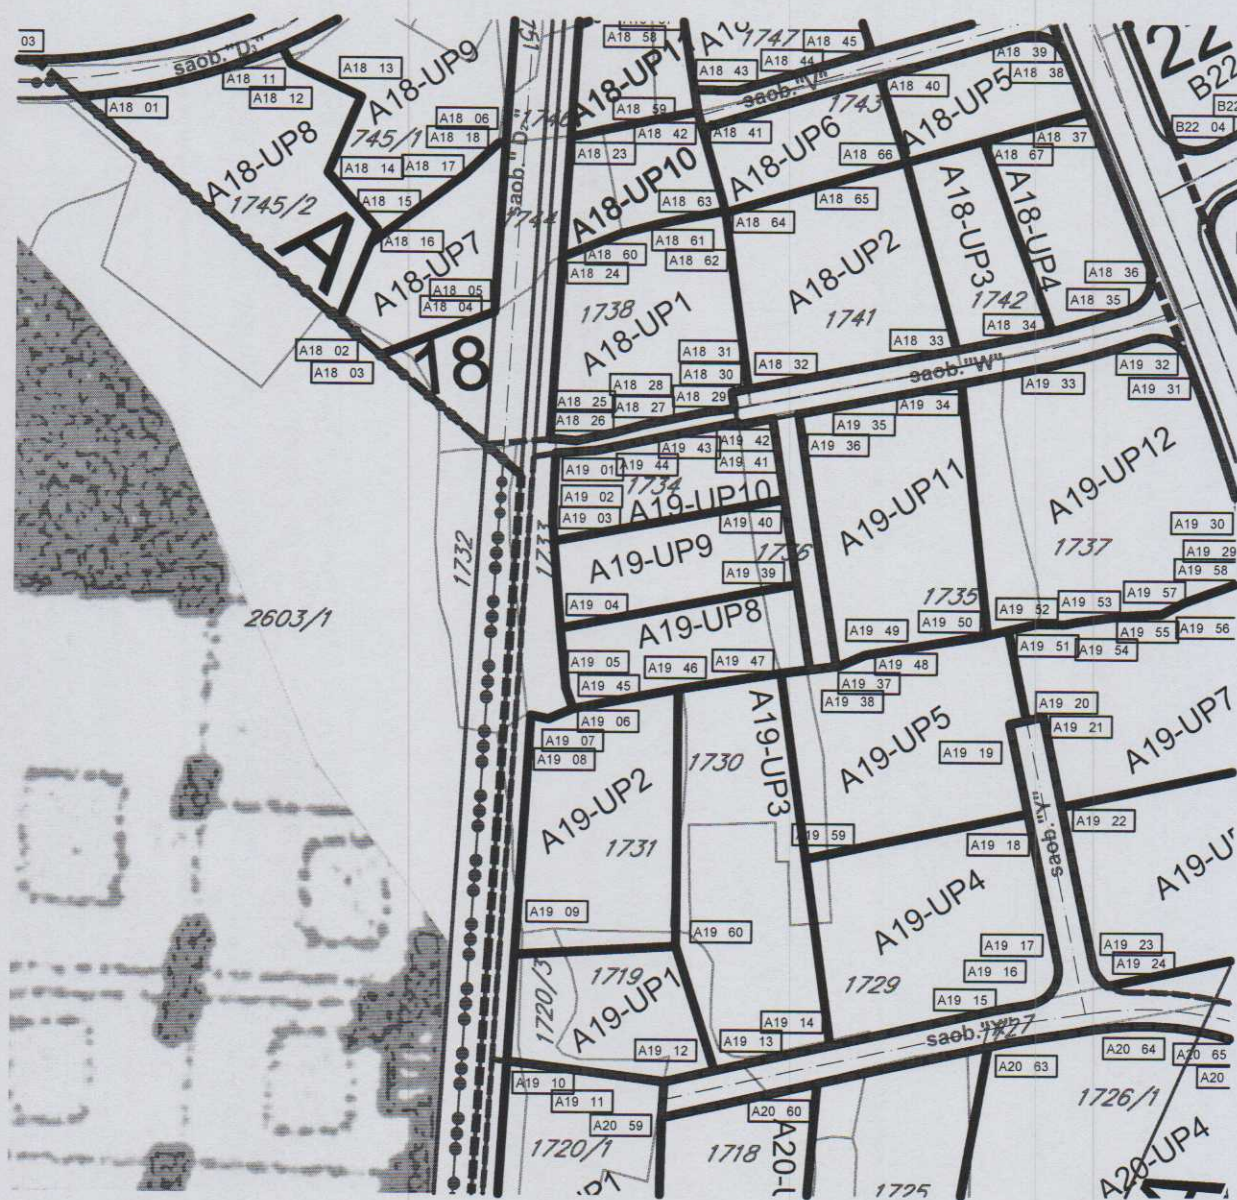 03
saob."D₁"
A18 11
A18 12
A18 01
A18 13
A18-UP9
A18 06
A18 18
745/1
A18 14
A18 17
A18 15
A18 16
A18-UP8
1745/2
A
18
A18-UP7
A18 05
A18 04
A18 02
A18 03
151
saob." D₂"
1746
1744
A18 58
A18-UP11
A18 59
A18 42
A18 23
A18-UP10
A18 63
A18 61
A18 60
A18 62
A18 24
1738
A18-UP1
A18 31
A18 30
A18 29
A18 28
A18 27
A18 25
A18 26
1747
A18 45
A18 44
A18 43
saob."V"
1743
A18 41
A18-UP6
A18 66
A18 40
A18-UP5
A18 39
A18 38
A18 37
A18 67
A18 64
A18 65
A18-UP2
1741
A18 32
A18 33
A18-UP3
1742
A18-UP4
A18 34
A18 35
A18 36
22
B22
B22 04
saob."W"
A19 32
A19 31
A19 33
A19 34
A19 35
A19 36
A19 42
A19 43
A19 41
A19 44
A19 01
A19 02
A19 03
1734
A19-UP10
A19 40
A19-UP9
1736
A19 39
A19 04
A19-UP8
A19 05
A19 45
A19 46
A19 47
A19-UP11
1735
A19 49
A19 50
A19 48
A19 37
A19 38
A19-UP12
1737
A19 30
A19 29
A19 58
A19 57
A19 53
A19 52
A19 51
A19 54
A19 55
A19 56
1732
1733
2603/1
A19 06
A19 07
A19 08
A19-UP2
1731
A19 09
1730
A19-UP3
A19-UP5
A19 19
A19 20
A19 21
A19-UP7
A19 59
A19 18
A19 22
saob."Y"
A19-UP4
1729
A19 17
A19 16
A19 15
A19 23
A19 24
A19 60
1719
1720/3
A19-UP1
A19 12
A19 13
A19 14
A19 10
A19 11
A20 59
1720/1
1718
A20 60
A20 63
A20 64
A20 65
A20
1726/1
A20-UP4
1725